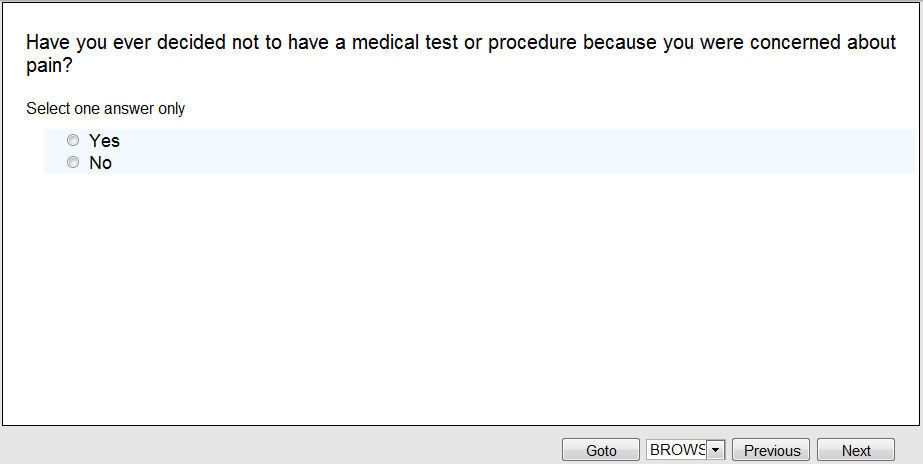 Have you ever decided not to have a medical test or procedure because you were concerned about
pain?
Select one answer only
Yes
No
Goto BROWS Previous Next